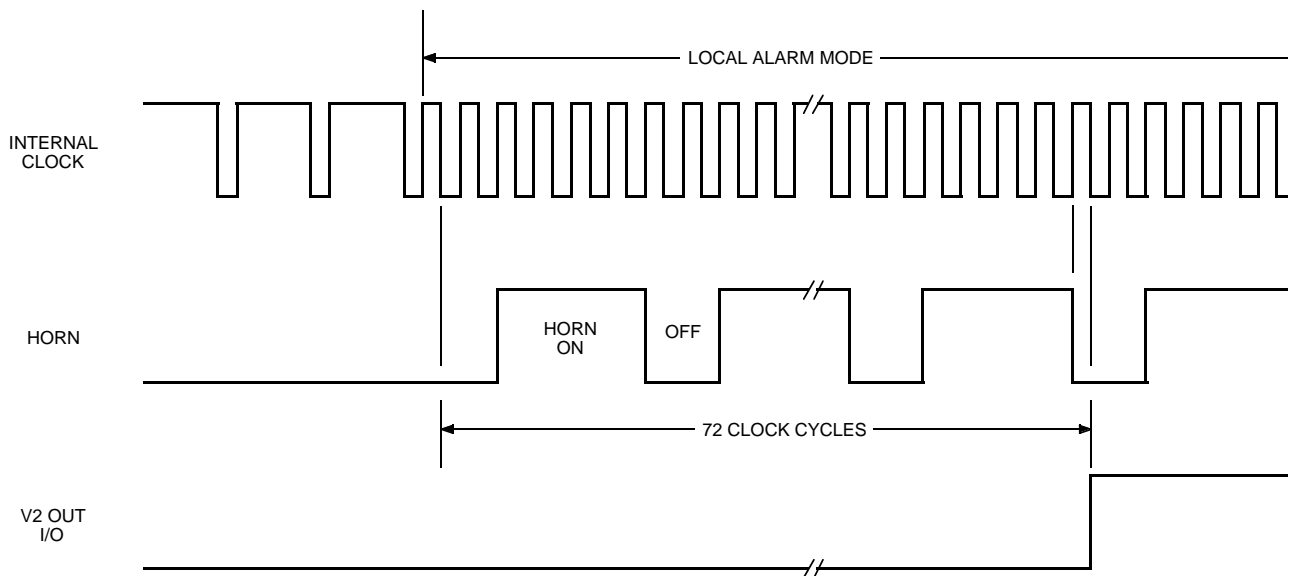 LOCAL ALARM MODE
INTERNAL
CLOCK
HORN
HORN
ON
OFF
72 CLOCK CYCLES
V2 OUT
I/O